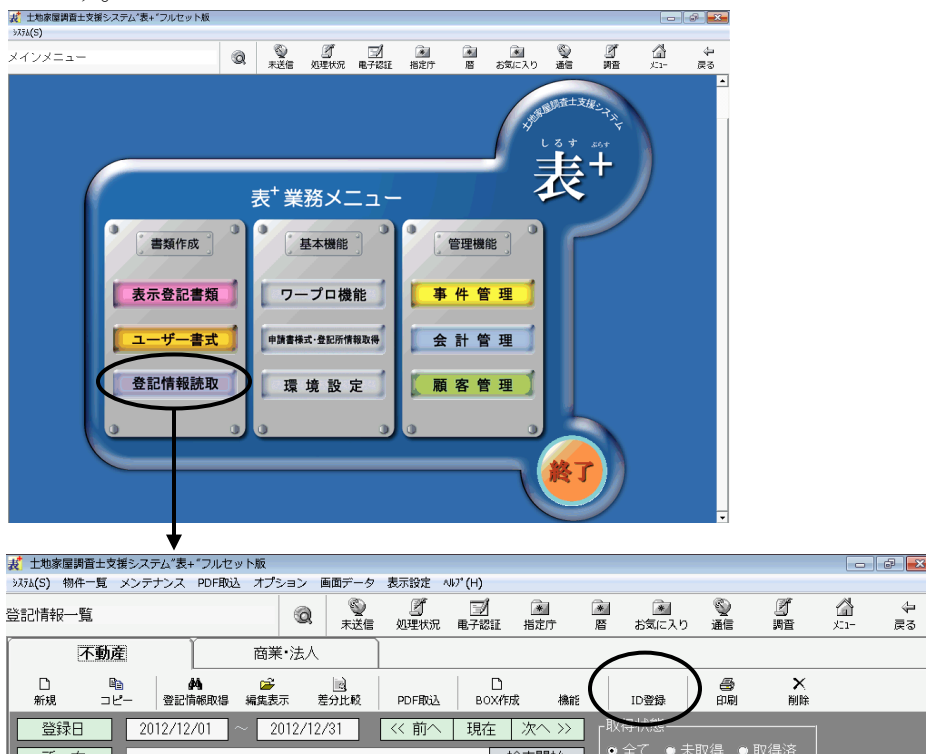 土地家屋調査士支援システム"表+"フルセット版
ｼｽﾃﾑ(S)
メインメニュー
未送信 処理状況 電子認証 指定庁 暦 お気に入り 通信 調査 ﾒﾆｭｰ 戻る
土地家屋調査士支援システム
しるす ぷらす
表+
表+ 業務メニュー
書類作成 基本機能 管理機能
表示登記書類 ワープロ機能 事件管理
ユーザー書式 申請書様式・登記所情報取得 会計管理
登記情報読取 環境設定 顧客管理
終了
土地家屋調査士支援システム"表+"フルセット版
ｼｽﾃﾑ(S) 物件一覧 メンテナンス PDF取込 オプション 画面データ 表示設定 ﾍﾙﾌﾟ(H)
登記情報一覧
未送信 処理状況 電子認証 指定庁 暦 お気に入り 通信 調査 ﾒﾆｭｰ 戻る
不動産 商業・法人
新規 コピー 登記情報取得 編集表示 差分比較 PDF取込 BOX作成 機能 ID登録 印刷 削除
登録日 2012/12/01 ～ 2012/12/31 << 前へ 現在 次へ >> 取得状態
全て 未取得 取得済